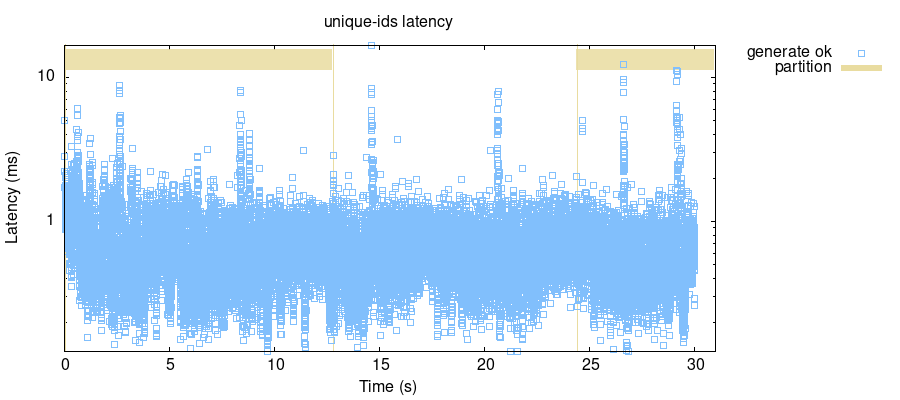 unique-ids latency
generate ok
partition
10
1
Latency (ms)
0 5 10 15 20 25 30
Time (s)